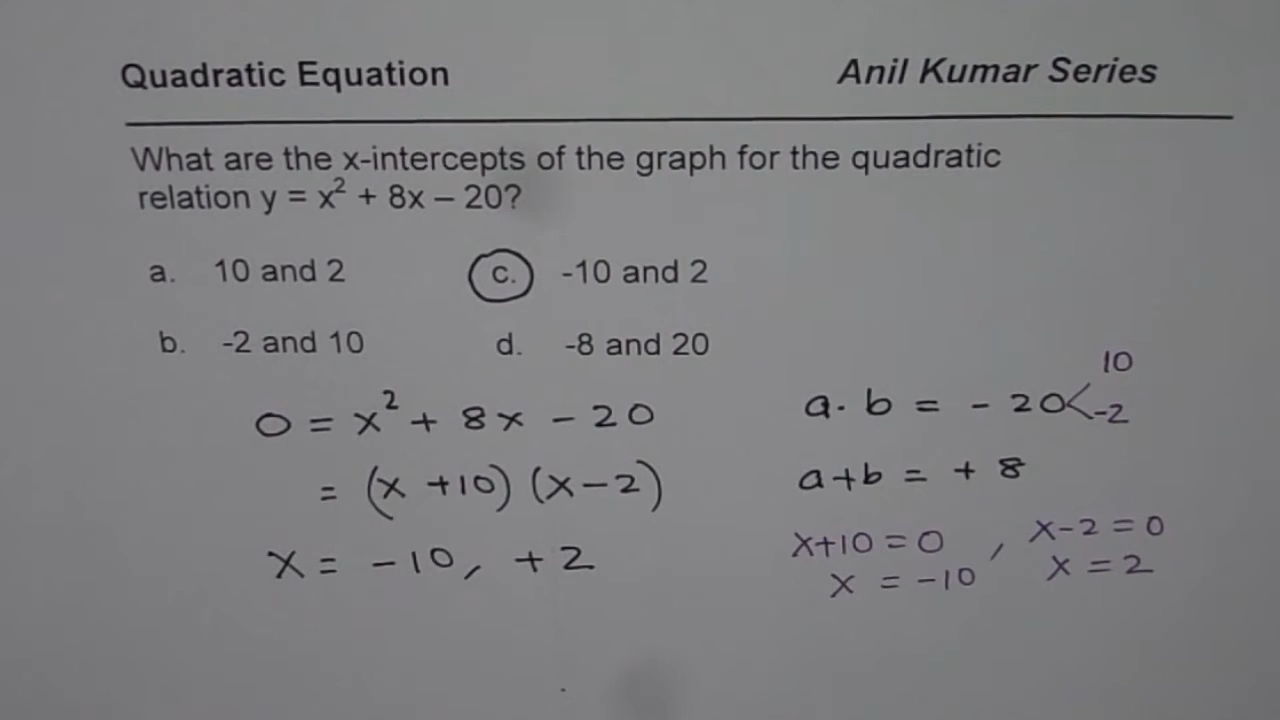 Quadratic Equation
Anil Kumar Series
What are the x-intercepts of the graph for the quadratic
relation y = x² + 8x – 20?
a. 10 and 2
c. -10 and 2
b. -2 and 10
d. -8 and 20
0 = x² + 8x - 20
= (x +10) (x-2)
x = -10, +2
10
a· b = - 20<
-2
a+b = + 8
x+10 = 0 , x-2 = 0
x = -10 x = 2